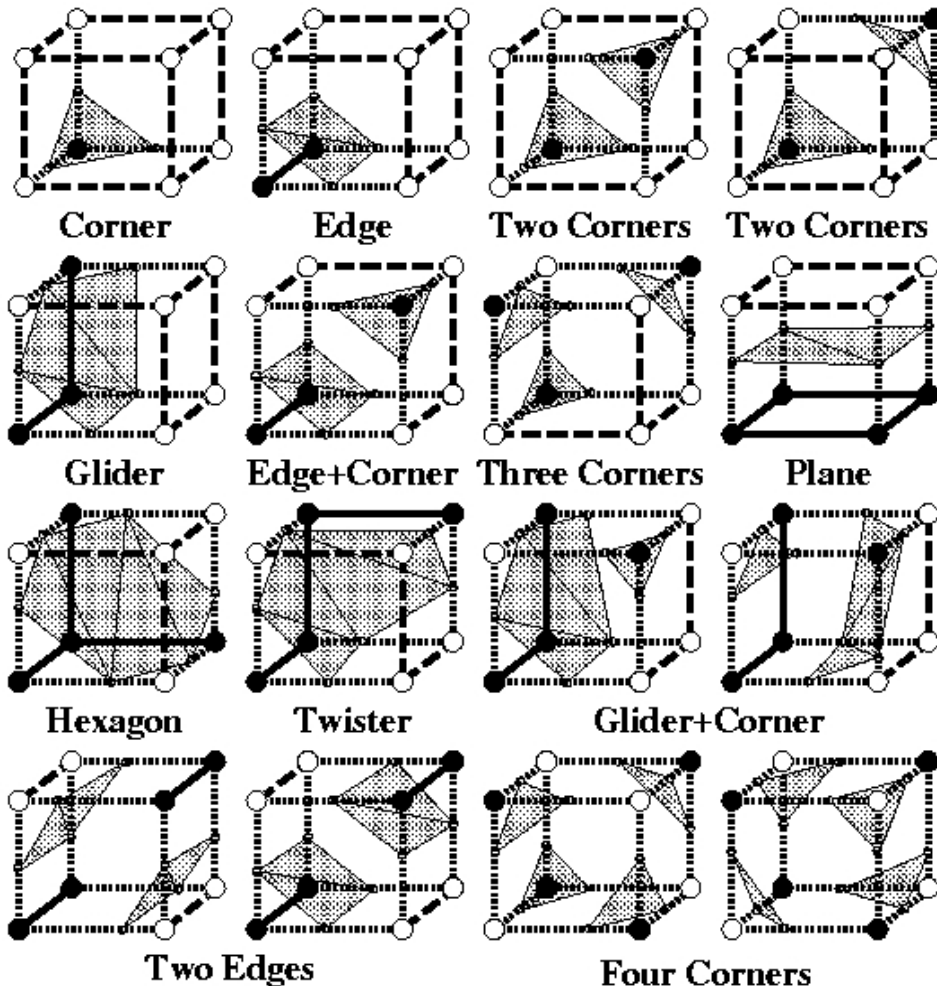 Corner Edge Two Corners Two Corners
Glider Edge+Corner Three Corners Plane
Hexagon Twister Glider+Corner
Two Edges Four Corners